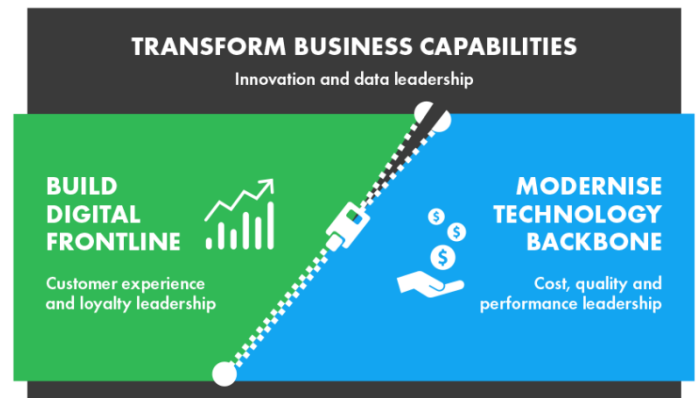 TRANSFORM BUSINESS CAPABILITIES
Innovation and data leadership
BUILD
DIGITAL
FRONTLINE
Customer experience
and loyalty leadership
MODERNISE
TECHNOLOGY
BACKBONE
Cost, quality and
performance leadership
$
$
$